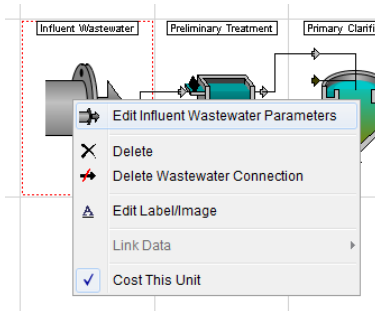 Influent Wastewater
Preliminary Treatment
Primary Clarifi
Edit Influent Wastewater Parameters
Delete
Delete Wastewater Connection
A Edit Label/Image
Link Data
Cost This Unit